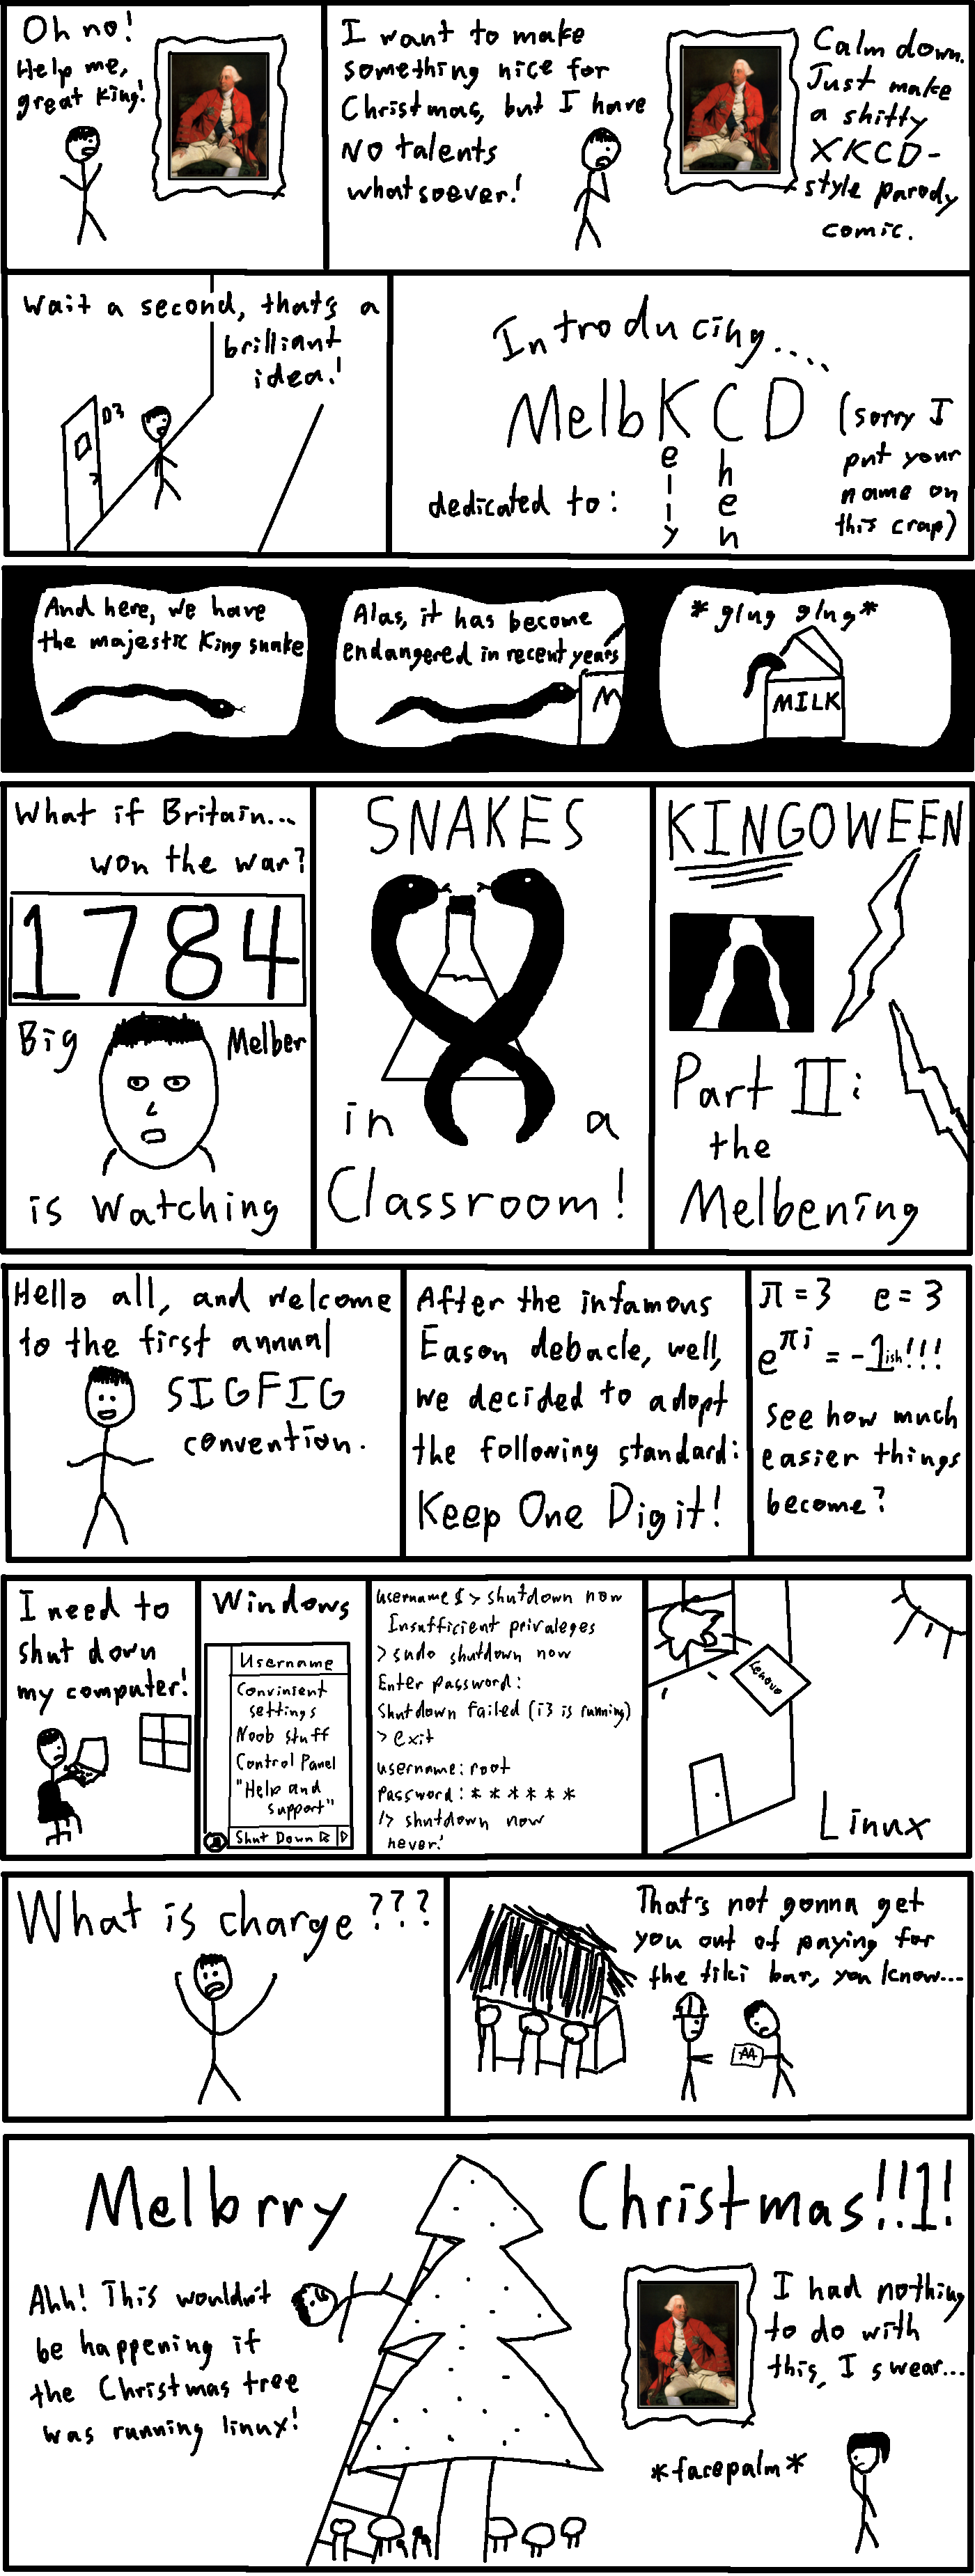 Oh no!
Help me,
great King!
I want to make
something nice for
Christmas, but I have
NO talents
whatsoever!
Calm down.
Just make
a shitty
XKCD-
style parody
comic.
Wait a second, that's a
brilliant
idea!
D3
Introducing....
MelbKCD
dedicated to:
Kelly
Chen
(sorry I
put your
name on
this crap)
And here, we have
the majestic King snake
Alas, it has become
endangered in recent years
M
*glug glug*
MILK
What if Britain...
won the war?
1784
Big Melber
is Watching
SNAKES
in a
Classroom!
KINGOWEEN
Part II:
the
Melbening
Hello all, and welcome
to the first annual
SIGFIG
convention.
After the infamous
Eason debacle, well,
we decided to adopt
the following standard:
Keep One Digit!
π = 3 e = 3
e^πi = -1ish!!!
see how much
easier things
become?
I need to
shut down
my computer!
Windows
Username
Convinient
settings
Noob stuff
Control Panel
"Help and
support"
Shut Down
username$> shutdown now
Insufficient privaleges
> sudo shutdown now
Enter password:
Shutdown failed (i3 is running)
> exit
username: root
password: ******
/> shutdown now
never!
Lenovo
Linux
What is charge???
That's not gonna get
you out of paying for
the tiki bar, you know...
AA
Melbrry Christmas!!1!
Ahh! This wouldn't
be happening if
the Christmas tree
was running linux!
I had nothing
to do with
this, I swear...
*facepalm*